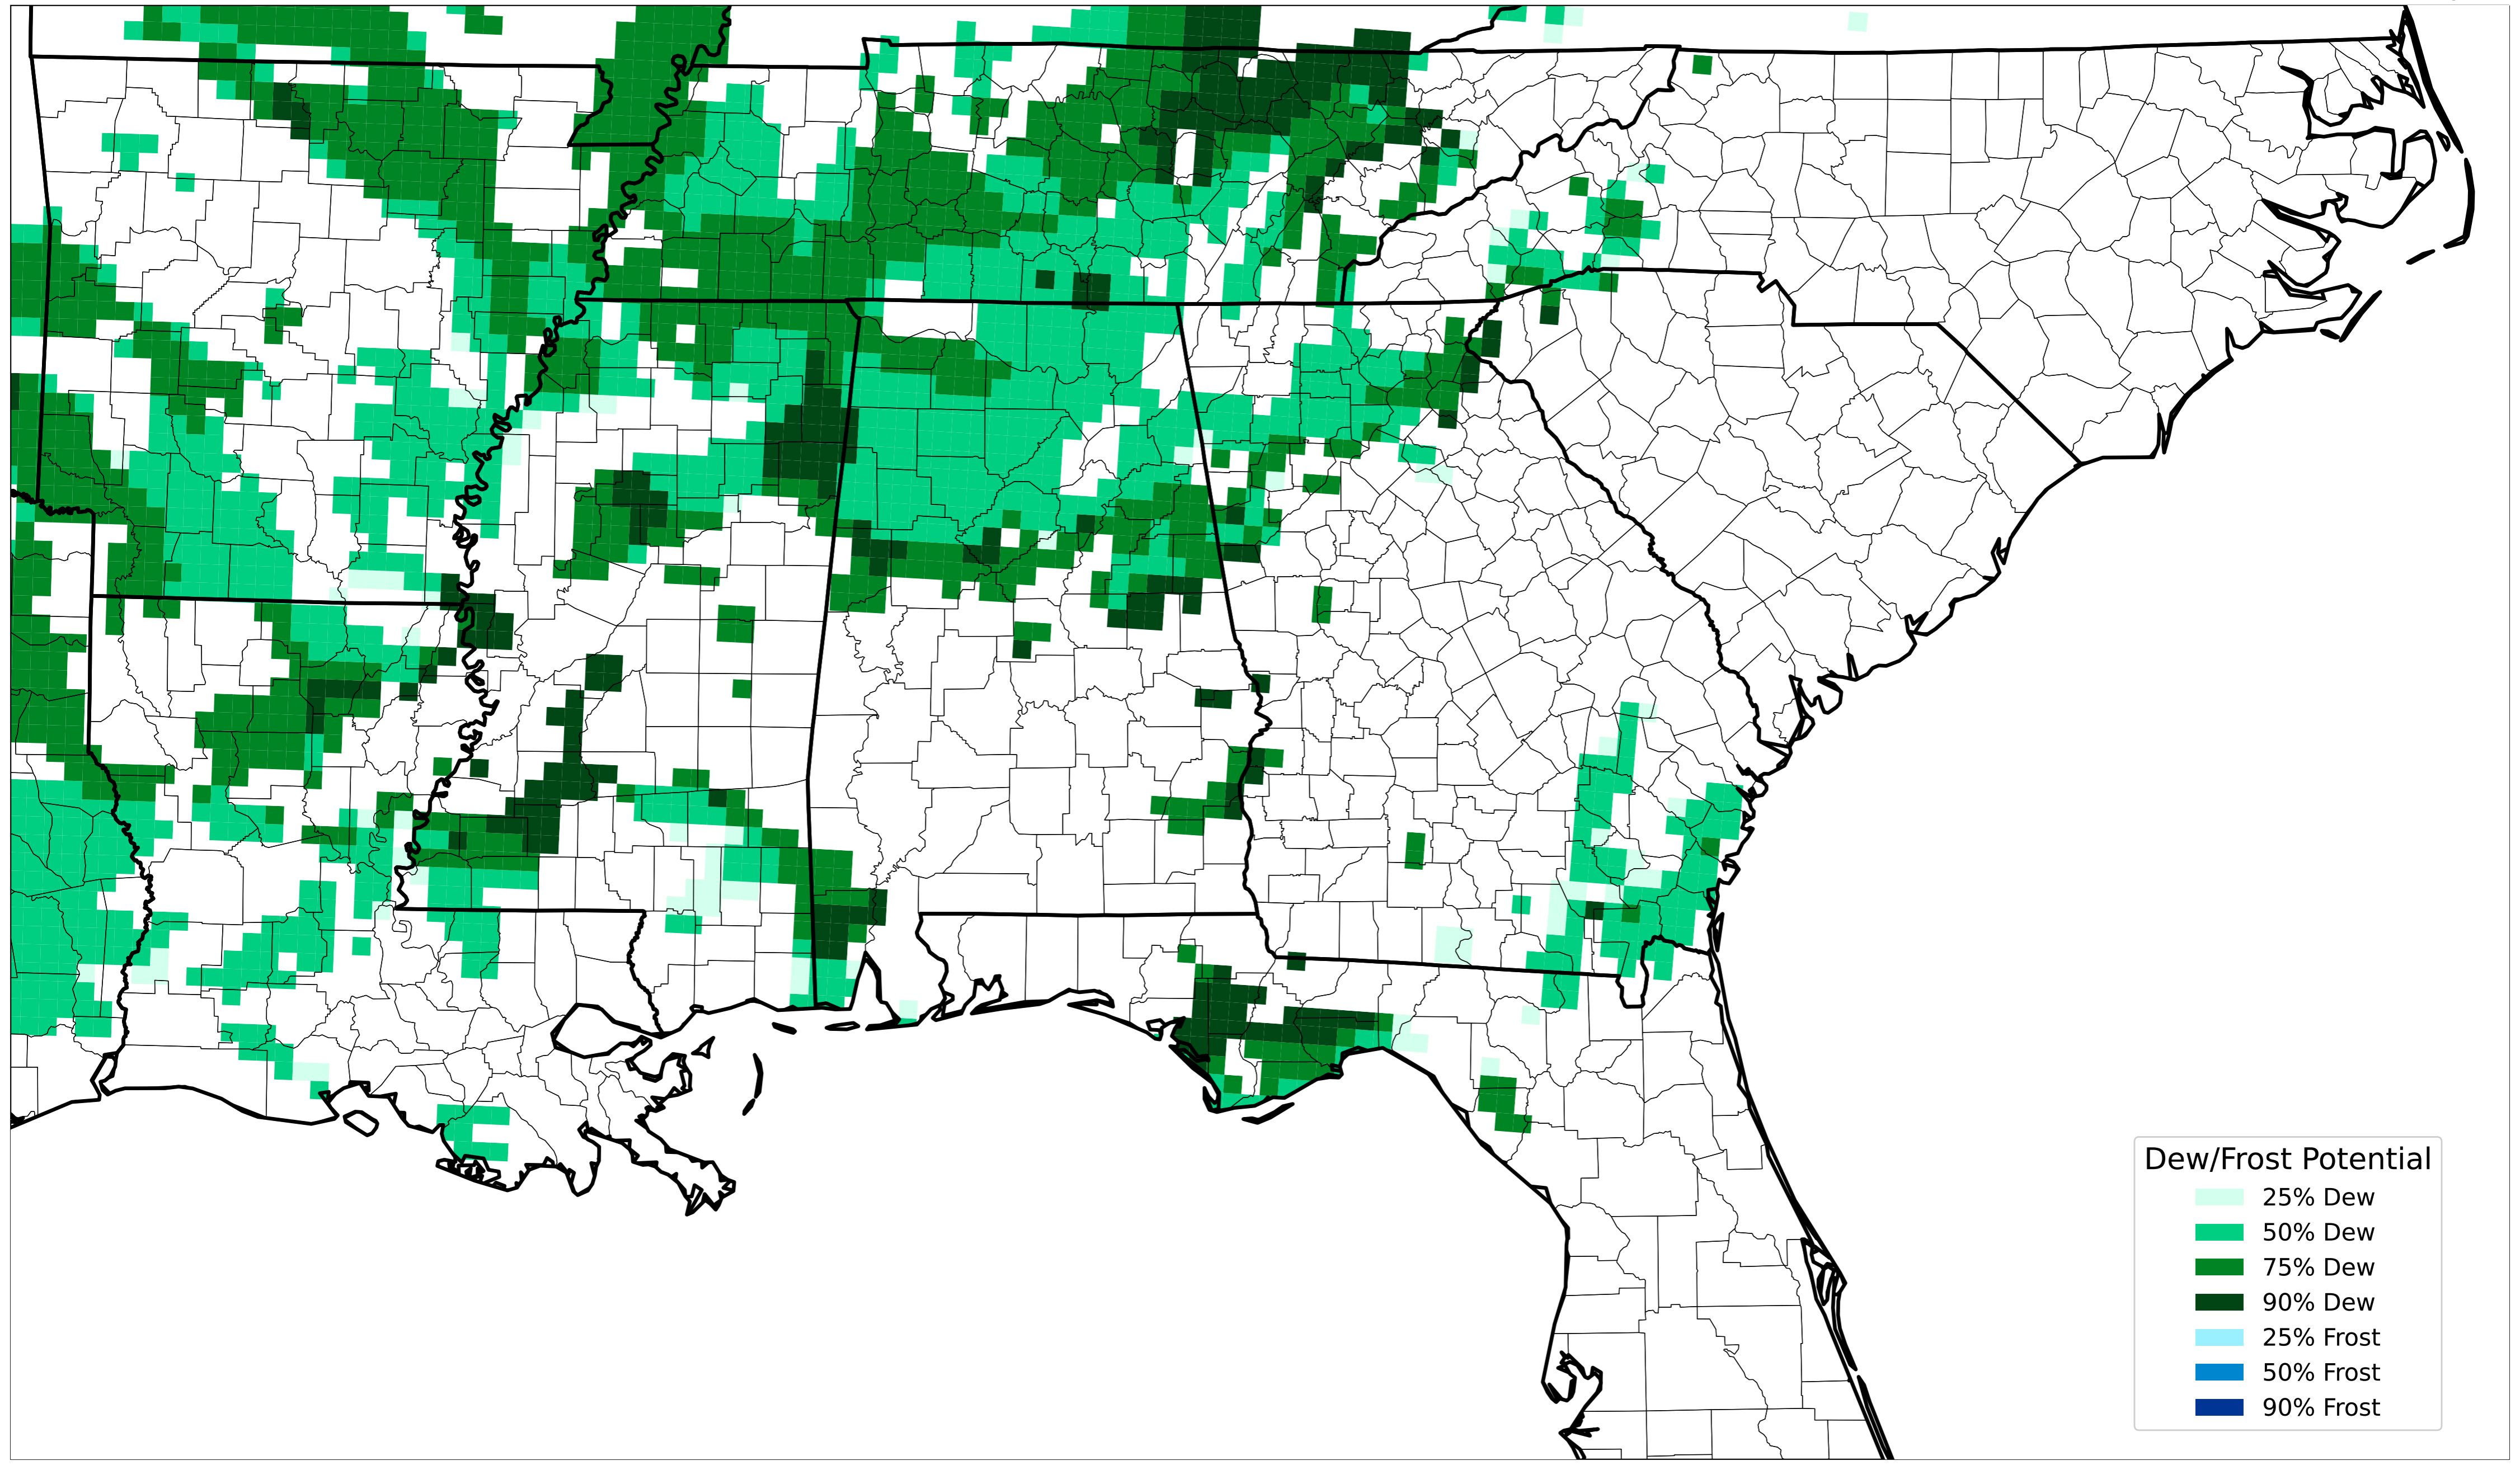 Dew/Frost Potential
25% Dew
50% Dew
75% Dew
90% Dew
25% Frost
50% Frost
90% Frost